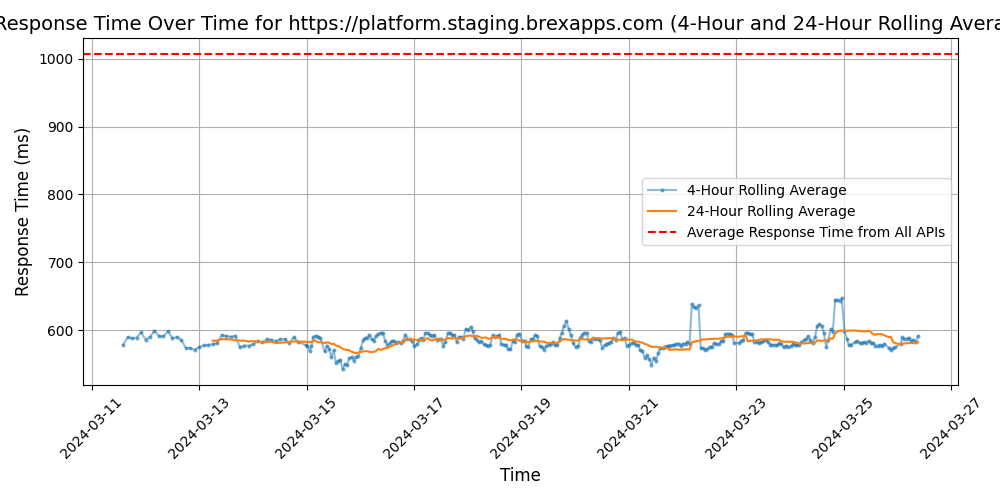 Response Time Over Time for https://platform.staging.brexapps.com (4-Hour and 24-Hour Rolling Avera
1000
900
800
700
600
Response Time (ms)
4-Hour Rolling Average
24-Hour Rolling Average
Average Response Time from All APIs
2024-03-11
2024-03-13
2024-03-15
2024-03-17
2024-03-19
2024-03-21
2024-03-23
2024-03-25
2024-03-27
Time